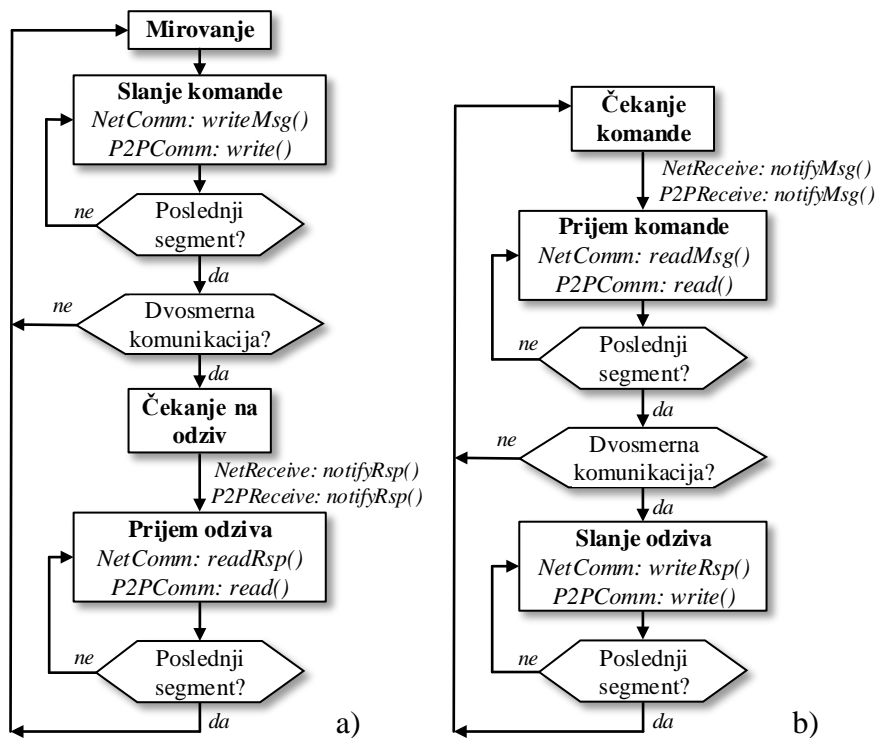 Mirovanje
Slanje komande
NetComm: writeMsg()
P2PComm: write()
ne
Poslednji
segment?
da
ne
Dvosmerna
komunikacija?
da
Čekanje na
odziv
NetReceive: notifyRsp()
P2PReceive: notifyRsp()
Prijem odziva
NetComm: readRsp()
P2PComm: read()
ne
Poslednji
segment?
da
a)
Čekanje
komande
NetReceive: notifyMsg()
P2PReceive: notifyMsg()
Prijem komande
NetComm: readMsg()
P2PComm: read()
ne
Poslednji
segment?
da
ne
Dvosmerna
komunikacija?
da
Slanje odziva
NetComm: writeRsp()
P2PComm: write()
ne
Poslednji
segment?
da
b)